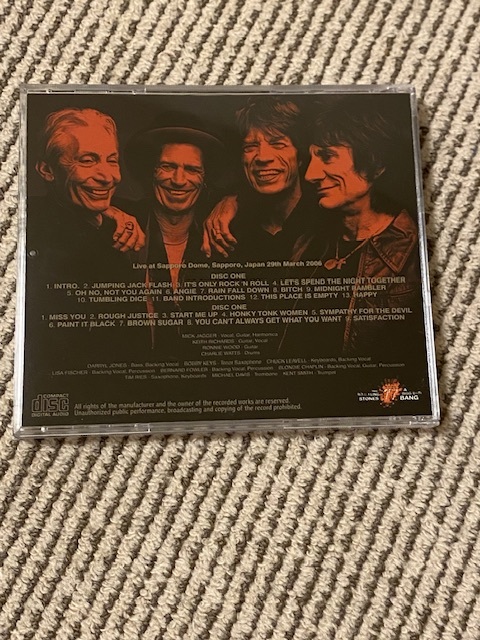 Live at Sapporo Dome, Sapporo, Japan 29th March 2006
DISC ONE
1. INTRO. 2. JUMPING JACK FLASH 3. IT'S ONLY ROCK 'N ROLL 4. LET'S SPEND THE NIGHT TOGETHER
5. OH NO, NOT YOU AGAIN 6. ANGIE 7. RAIN FALL DOWN 8. BITCH 9. MIDNIGHT RAMBLER
10. TUMBLING DICE 11. BAND INTRODUCTIONS 12. THIS PLACE IS EMPTY 13. HAPPY
DISC ONE
1. MISS YOU 2. ROUGH JUSTICE 3. START ME UP 4. HONKY TONK WOMEN 5. SYMPATHY FOR THE DEVIL
6. PAINT IT BLACK 7. BROWN SUGAR 8. YOU CAN'T ALWAYS GET WHAT YOU WANT 9. SATISFACTION
MICK JAGGER - Vocal, Guitar, Harmonica
KEITH RICHARDS - Guitar, Vocal
RONNIE WOOD - Guitar
CHARLIE WATTS - Drums
DARRYL JONES - Bass, Backing Vocal BOBBY KEYS - Saxophone CHUCK LEAVELL - Keyboards, Backing Vocal
LISA FISCHER - Backing Vocal, Percussion BERNARD FOWLER - Backing Vocal, Percussion BLONDIE CHAPLIN - Backing Vocal, Guitar, Percussion
TIM RIES - Saxophone, Keyboards MICHAEL DAVIS - Trombone KENT SMITH - Trumpet
COMPACT
disc
DIGITAL AUDIO
All rights of the manufacturer and the owner of the recorded works are reserved.
Unauthorized public performance, broadcasting and copying of the record prohibited.
STONES
BANG